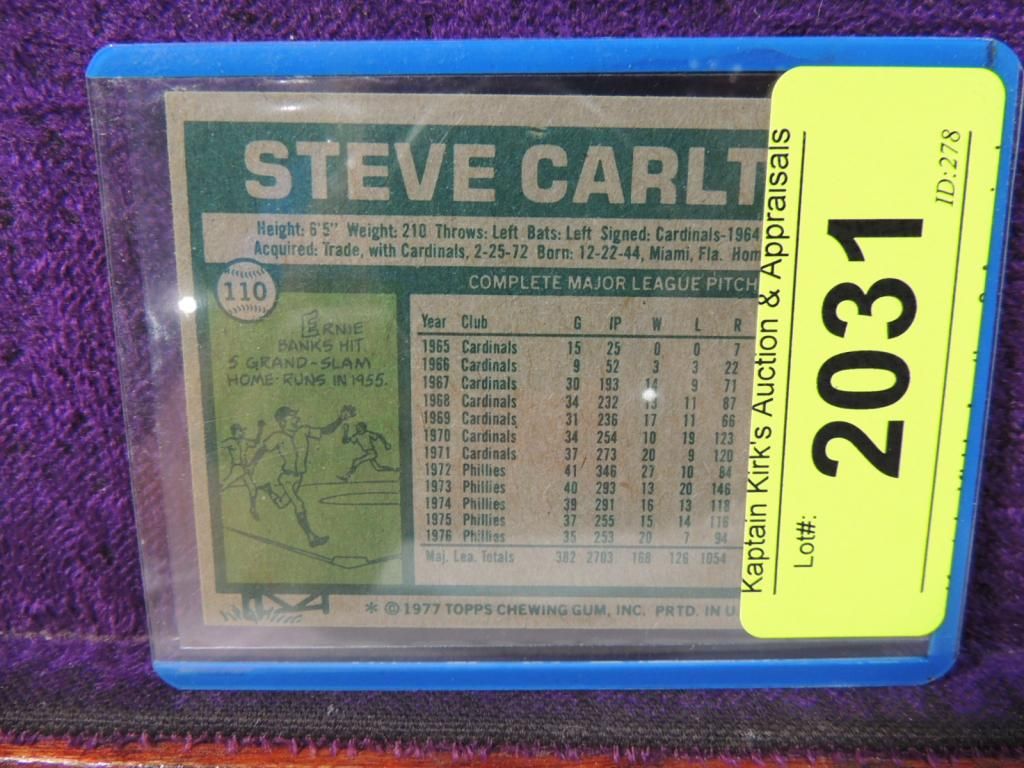 STEVE CARLT
Height: 6'5" Weight: 210 Throws: Left Bats: Left Signed: Cardinals-1964
Acquired: Trade, with Cardinals, 2-25-72 Born: 12-22-44, Miami, Fla. Hom
COMPLETE MAJOR LEAGUE PITCH
110
ERNIE
BANKS HIT
5 GRAND-SLAM
HOME-RUNS IN 1955.
Year Club G IP W L R
1965 Cardinals 15 25 0 0 7
1966 Cardinals 9 52 3 3 22
1967 Cardinals 30 193 14 9 71
1968 Cardinals 34 232 13 11 87
1969 Cardinals 31 236 17 11 66
1970 Cardinals 34 254 10 19 123
1971 Cardinals 37 273 20 9 120
1972 Phillies 41 346 27 10 84
1973 Phillies 40 293 13 20 146
1974 Phillies 39 291 16 13 118
1975 Phillies 37 255 15 14 116
1976 Phillies 35 253 20 7 94
Maj. Lea. Totals 382 2703 168 126 1054
* © 1977 TOPPS CHEWING GUM, INC. PRTD. IN U
Kaptain Kirk's Auction & Appraisals
Lot#:
2031
ID:278